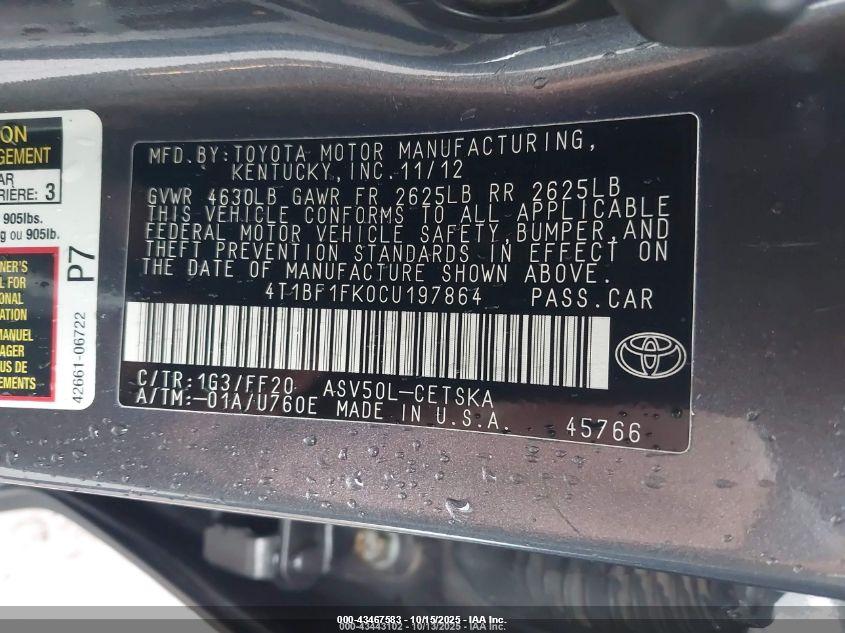 ON
GEMENT
AR
RIÈRE: 3
905lbs.
g ou 905lb.
NER'S
L FOR
ONAL
ATION
MANUEL
AGER
US DE
EMENTS
P7
42661-06722
MFD.BY:TOYOTA MOTOR MANUFACTURING,
KENTUCKY,INC.11/12
GVWR 4630LB GAWR FR 2625LB RR 2625LB
THIS VEHICLE CONFORMS TO ALL APPLICABLE
FEDERAL MOTOR VEHICLE SAFETY,BUMPER,AND
THEFT PREVENTION STANDARDS IN EFFECT ON
THE DATE OF MANUFACTURE SHOWN ABOVE.
4T1BF1FK0CU197864 PASS.CAR
C/TR:1G3/FF20 ASV50L-CETSKA
A/TM:-01A/U760E MADE IN U.S.A. 45766
000-43467583 - 10/15/2025 - IAA Inc.
000-43443102 - 10/13/2025 - IAA Inc.